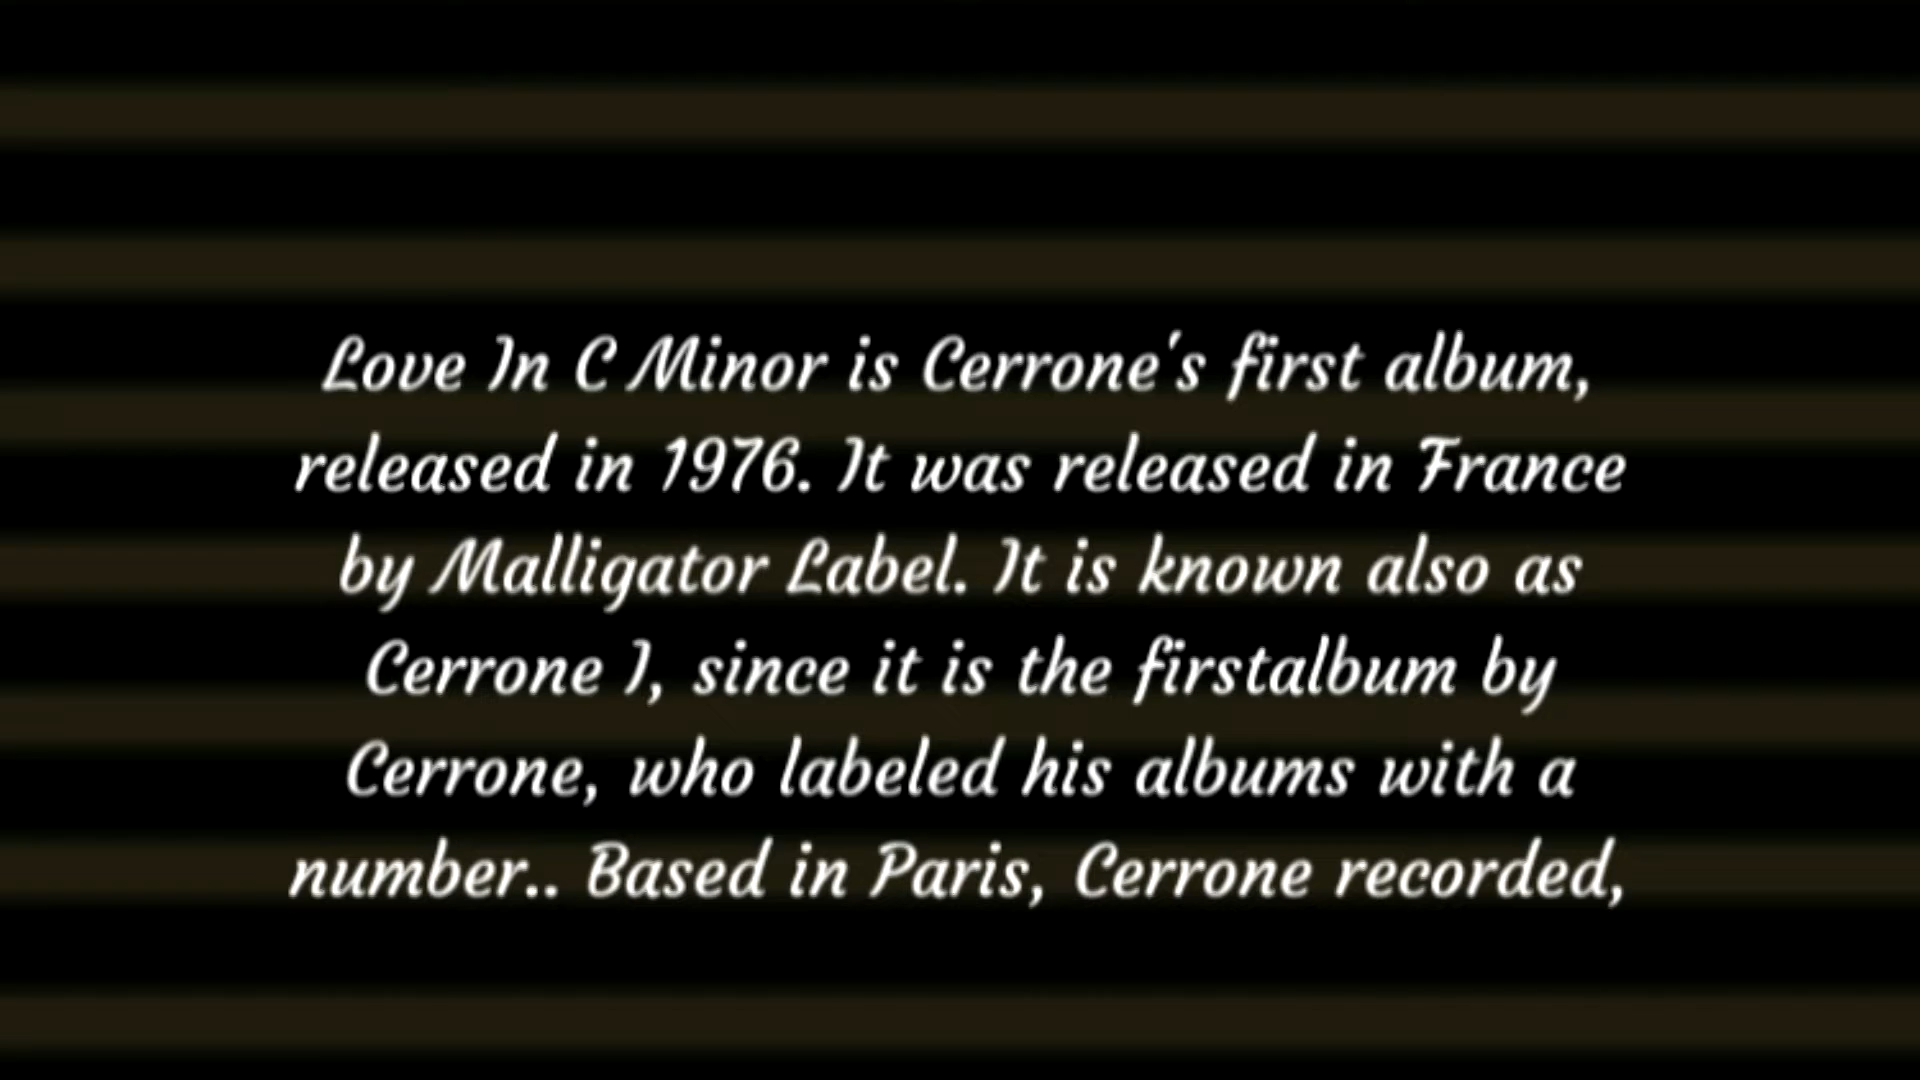 Love In C Minor is Cerrone's first album,
released in 1976. It was released in France
by Malligator Label. It is known also as
Cerrone I, since it is the firstalbum by
Cerrone, who labeled his albums with a
number.. Based in Paris, Cerrone recorded,